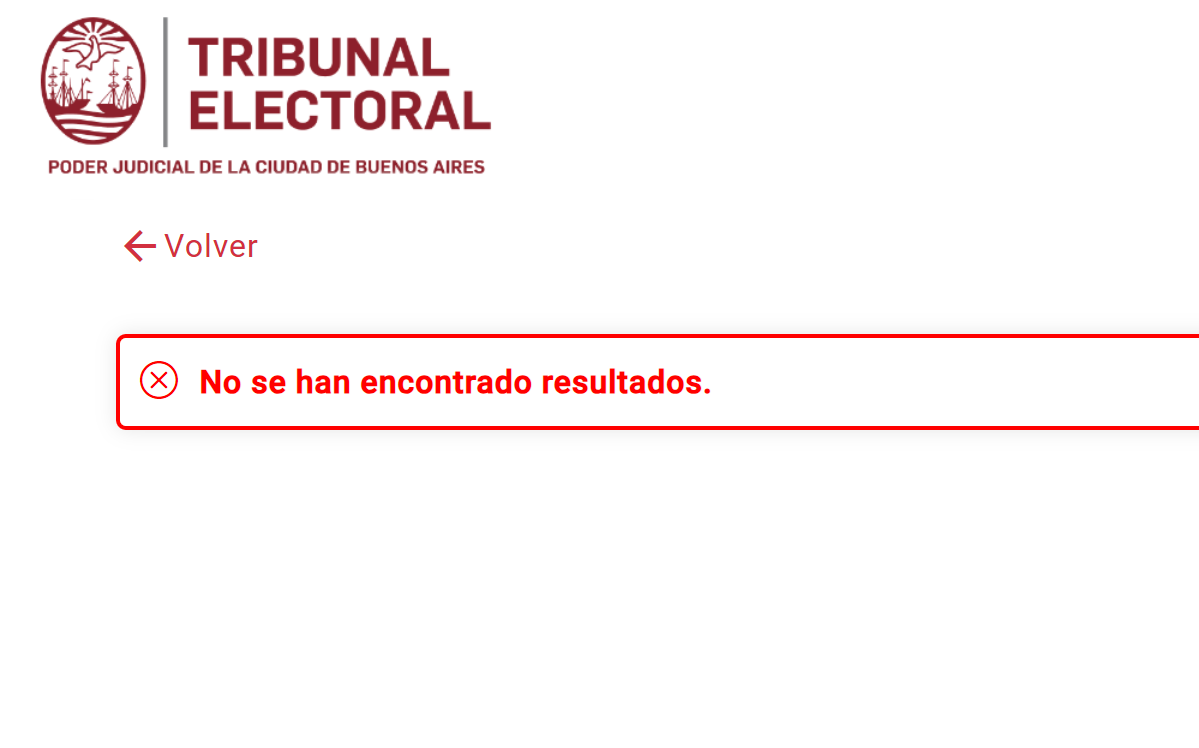 TRIBUNAL
ELECTORAL
PODER JUDICIAL DE LA CIUDAD DE BUENOS AIRES
Volver
No se han encontrado resultados.